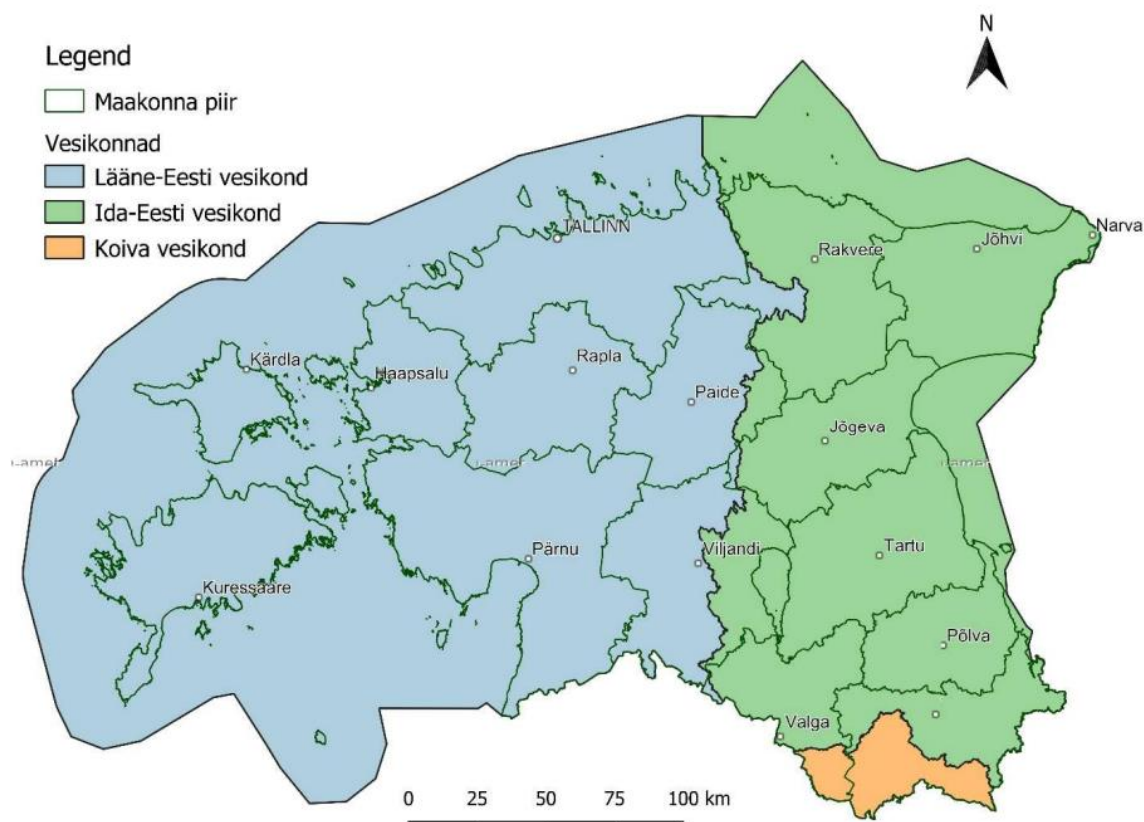 N
Legend
Maakonna piir
Vesikonnad
Lääne-Eesti vesikond
Ida-Eesti vesikond
Koiva vesikond
TALLINN
Narva
Jõhvi
Rakvere
Kärdla
Haapsalu
Rapla
Paide
Jõgeva
Pärnu
Viljandi
Tartu
Kuressaare
Põlva
Valga
0 25 50 75 100 km